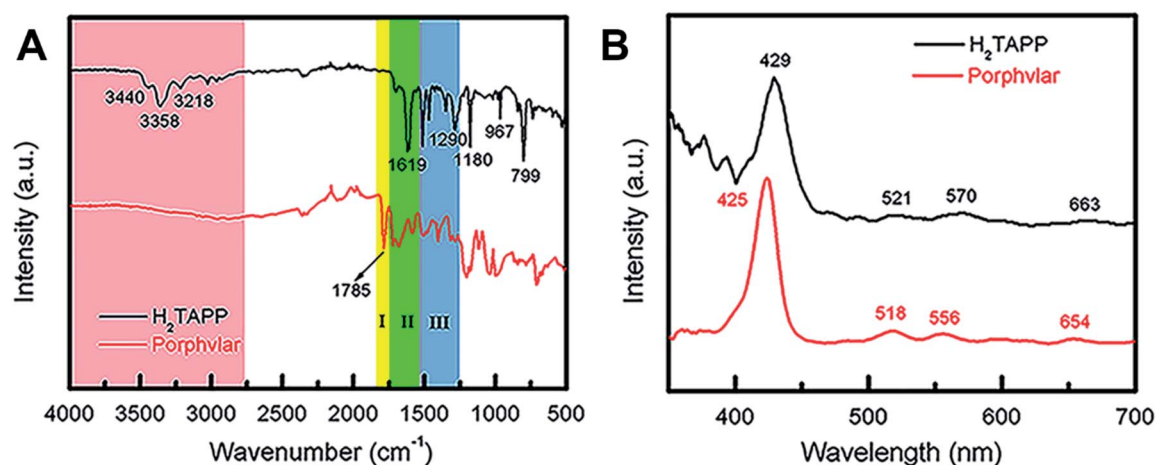 A
Intensity (a.u.)
3440
3218
3358
1619
1290
1180
967
799
1785
I
II
III
H₂TAPP
Porphvlar
4000
3500
3000
2500
2000
1500
1000
500
Wavenumber (cm⁻¹)
B
Intensity (a.u.)
H₂TAPP
Porphvlar
429
521
570
663
425
518
556
654
400
500
600
700
Wavelength (nm)